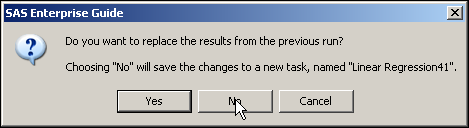 SAS Enterprise Guide
Do you want to replace the results from the previous run?
Choosing "No" will save the changes to a new task, named "Linear Regression41".
Yes
No
Cancel